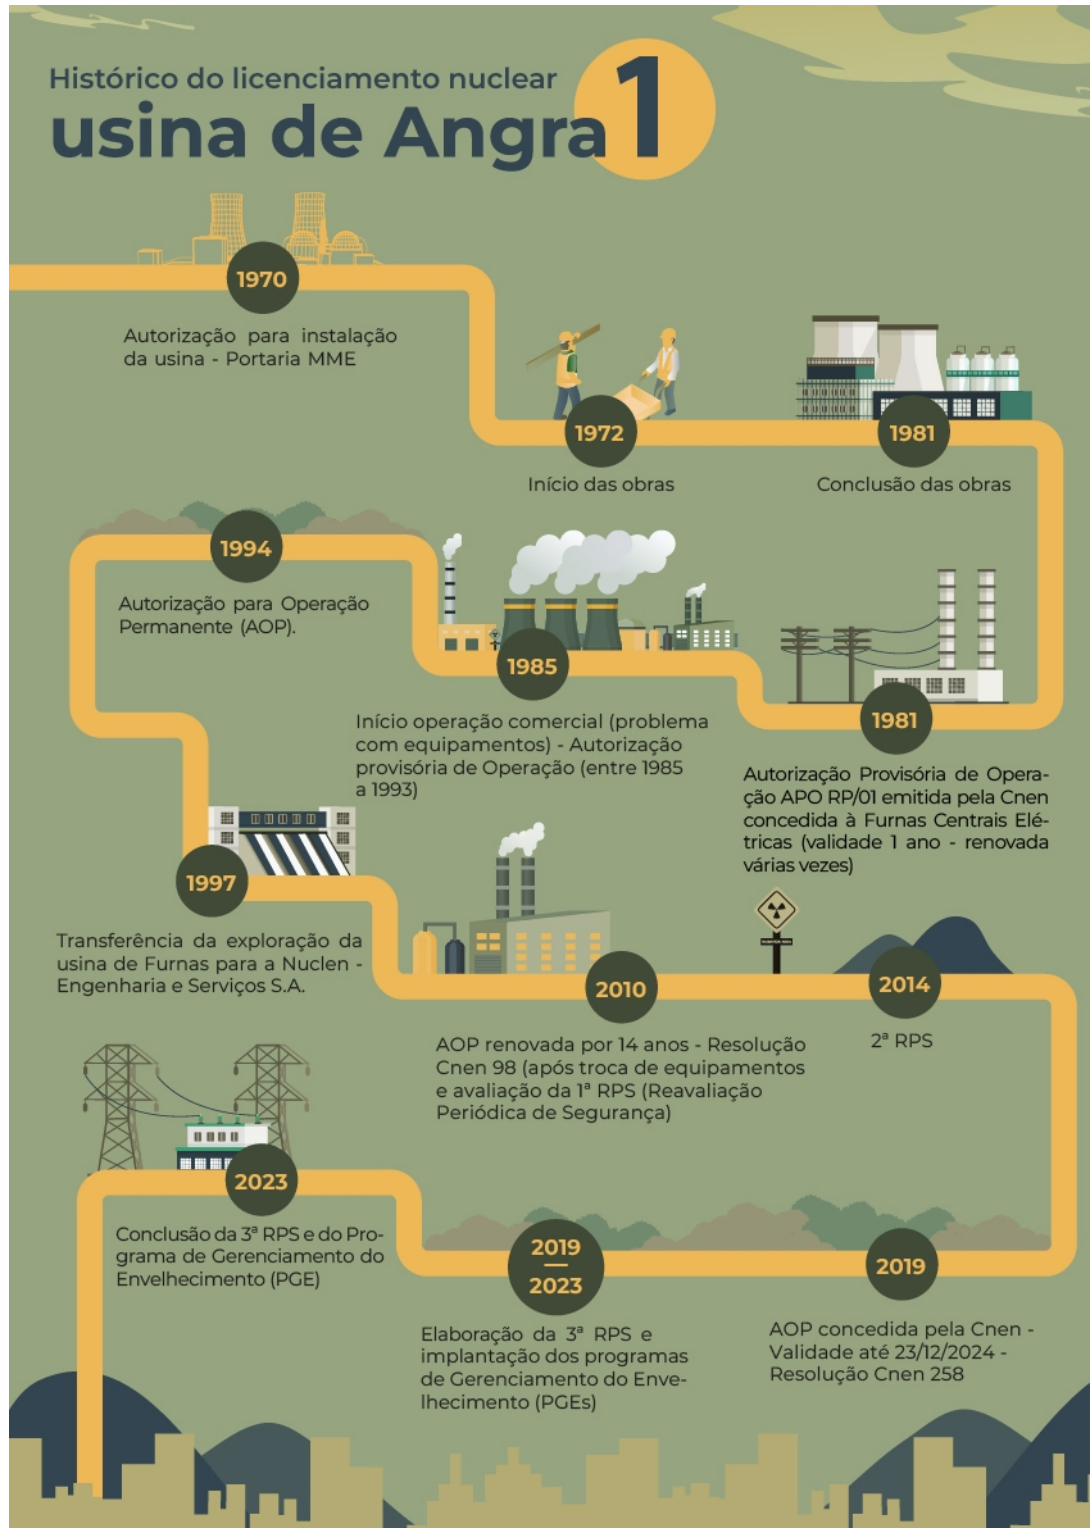 Histórico do licenciamento nuclear
usina de Angra 1
1970
Autorização para instalação
da usina - Portaria MME
1972
Início das obras
1981
Conclusão das obras
1981
Autorização Provisória de Opera-
ção APO RP/01 emitida pela Cnen
concedida à Furnas Centrais Elé-
tricas (validade 1 ano - renovada
várias vezes)
1985
Início operação comercial (problema
com equipamentos) - Autorização
provisória de Operação (entre 1985
a 1993)
1994
Autorização para Operação
Permanente (AOP).
1997
Transferência da exploração da
usina de Furnas para a Nuclen -
Engenharia e Serviços S.A.
2010
AOP renovada por 14 anos - Resolução
Cnen 98 (após troca de equipamentos
e avaliação da 1ª RPS (Reavaliação
Periódica de Segurança)
2014
2ª RPS
2019
AOP concedida pela Cnen -
Validade até 23/12/2024 -
Resolução Cnen 258
2019
2023
Elaboração da 3ª RPS e
implantação dos programas
de Gerenciamento do Enve-
lhecimento (PGEs)
2023
Conclusão da 3ª RPS e do Pro-
grama de Gerenciamento do
Envelhecimento (PGE)